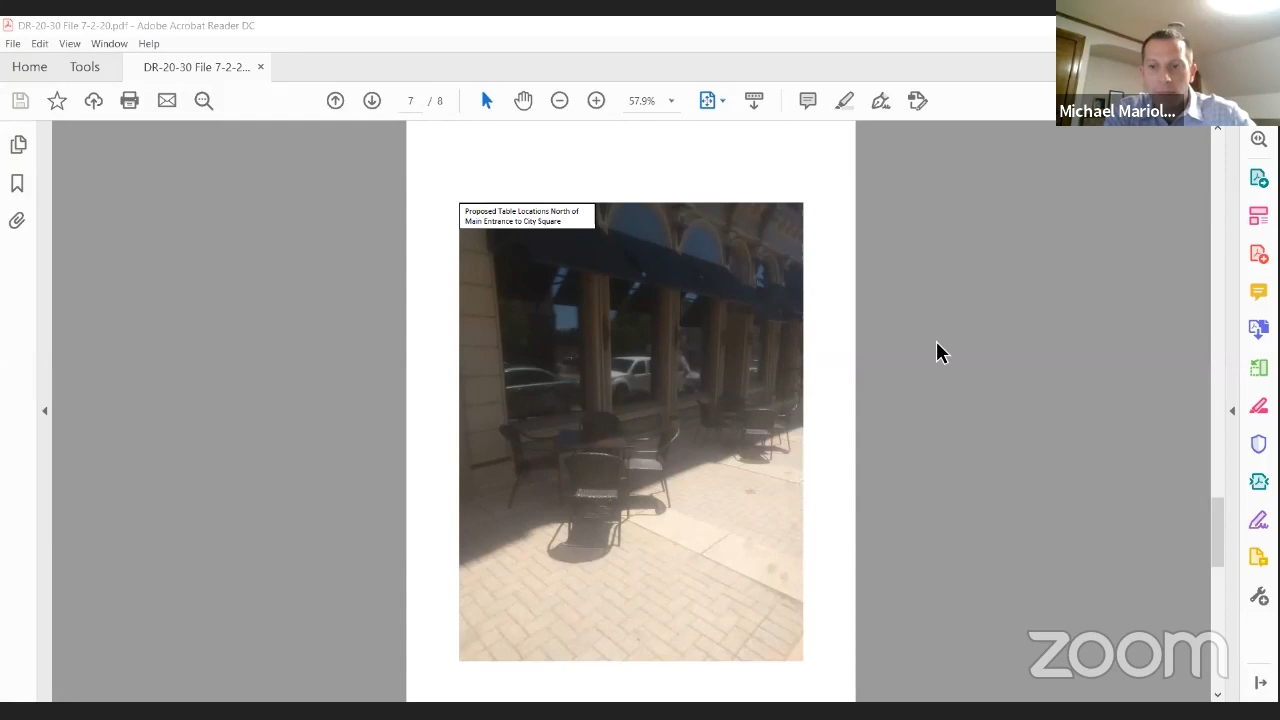 DR-20-30 File 7-2-20.pdf - Adobe Acrobat Reader DC
File Edit View Window Help
Home Tools DR-20-30 File 7-2-2... ×
7 / 8 57.9%
Michael Mariol...
Proposed Table Locations North of
Main Entrance to City Square
zoom